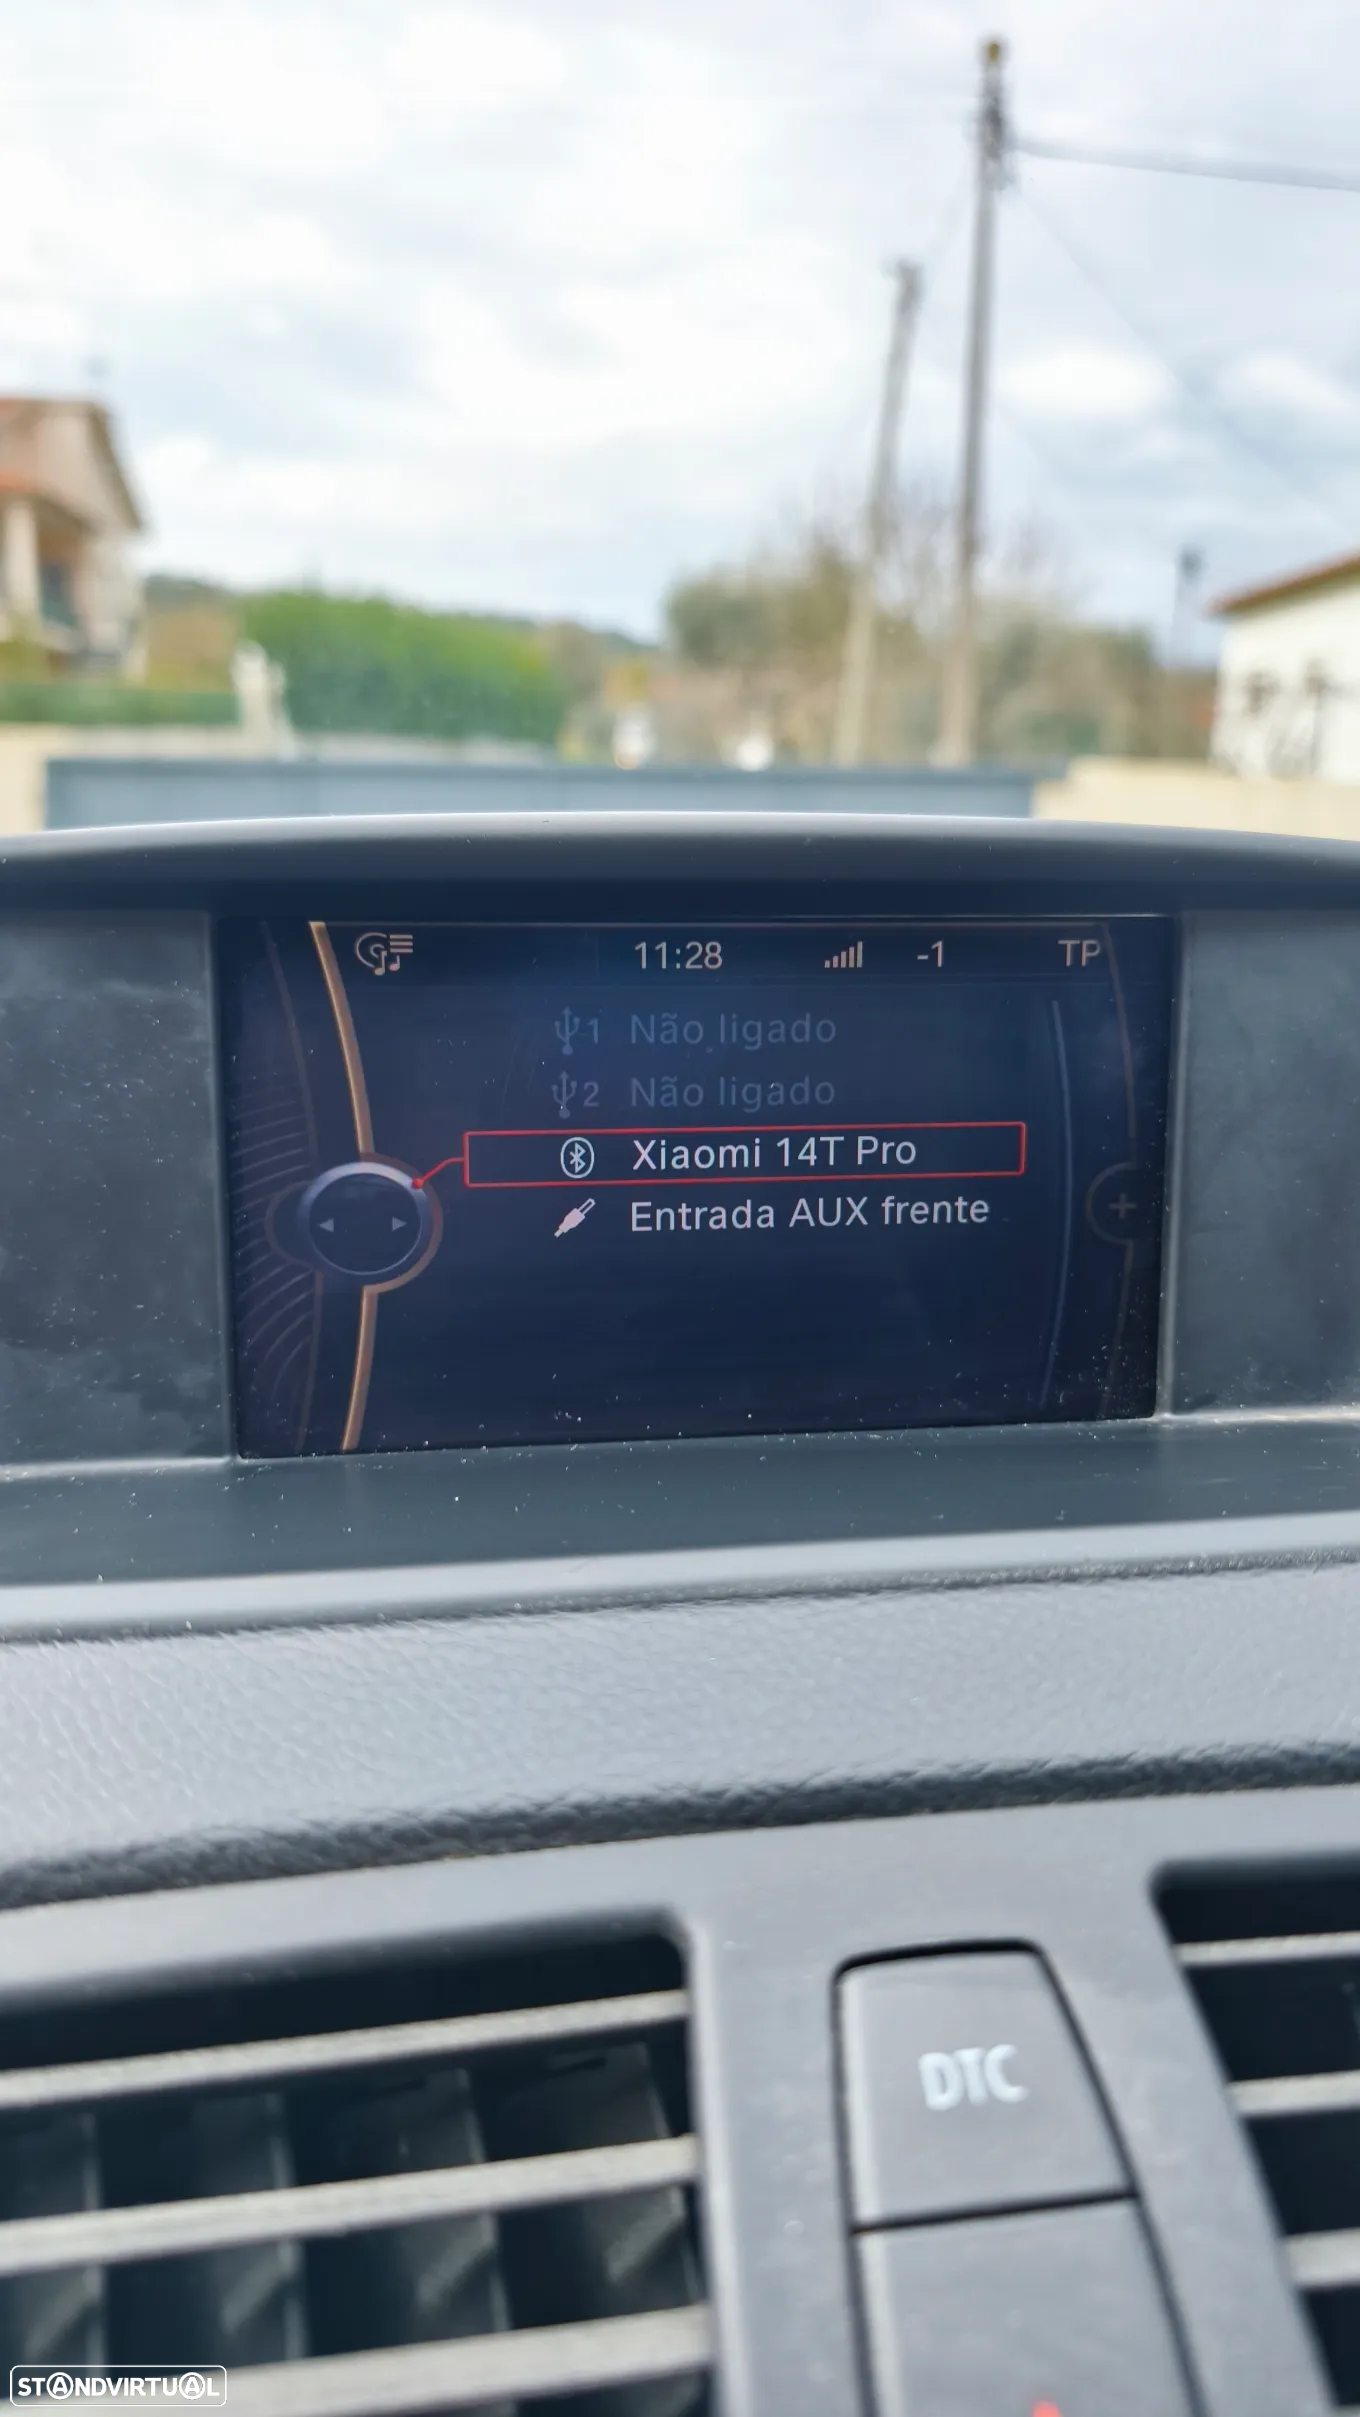 11:28 -1 TP
1 Não ligado
2 Não ligado
Xiaomi 14T Pro
Entrada AUX frente
DTC
STANDVIRTUAL